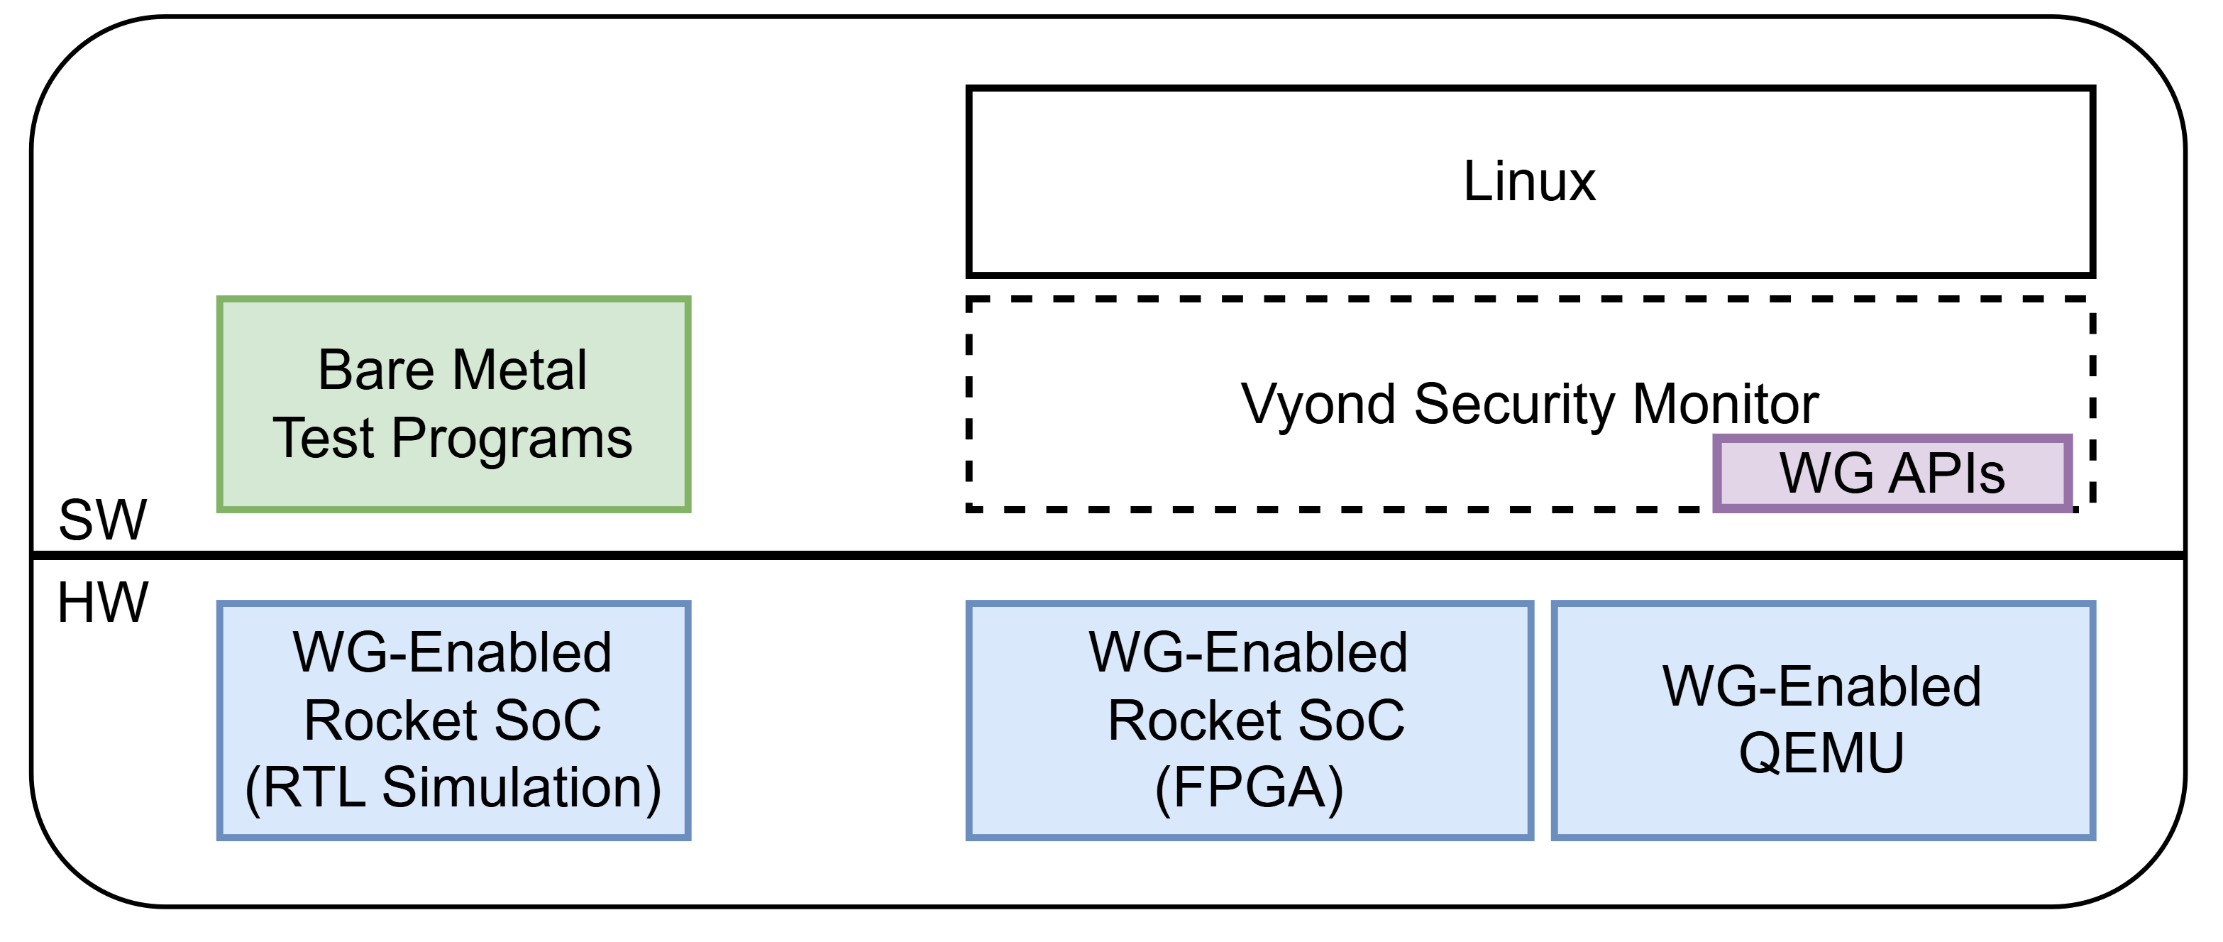 Linux
Bare Metal
Test Programs
Vyond Security Monitor
WG APIs
SW
HW
WG-Enabled
Rocket SoC
(RTL Simulation)
WG-Enabled
Rocket SoC
(FPGA)
WG-Enabled
QEMU